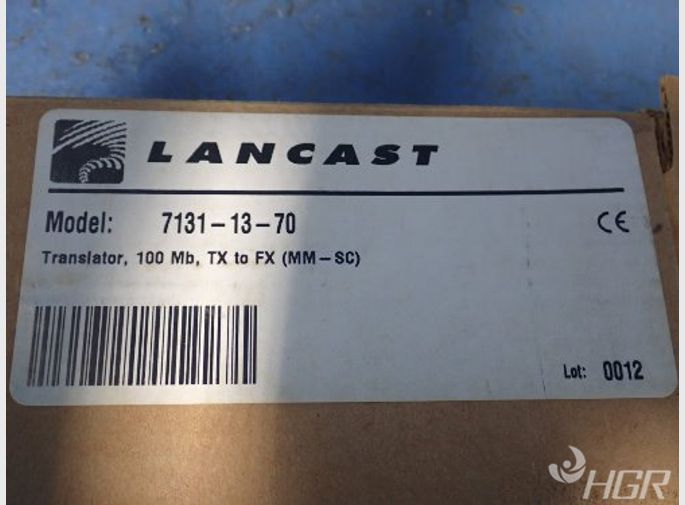 LANCAST
Model: 7131-13-70
CE
Translator, 100 Mb, TX to FX (MM-SC)
Lot: 0012
HGR